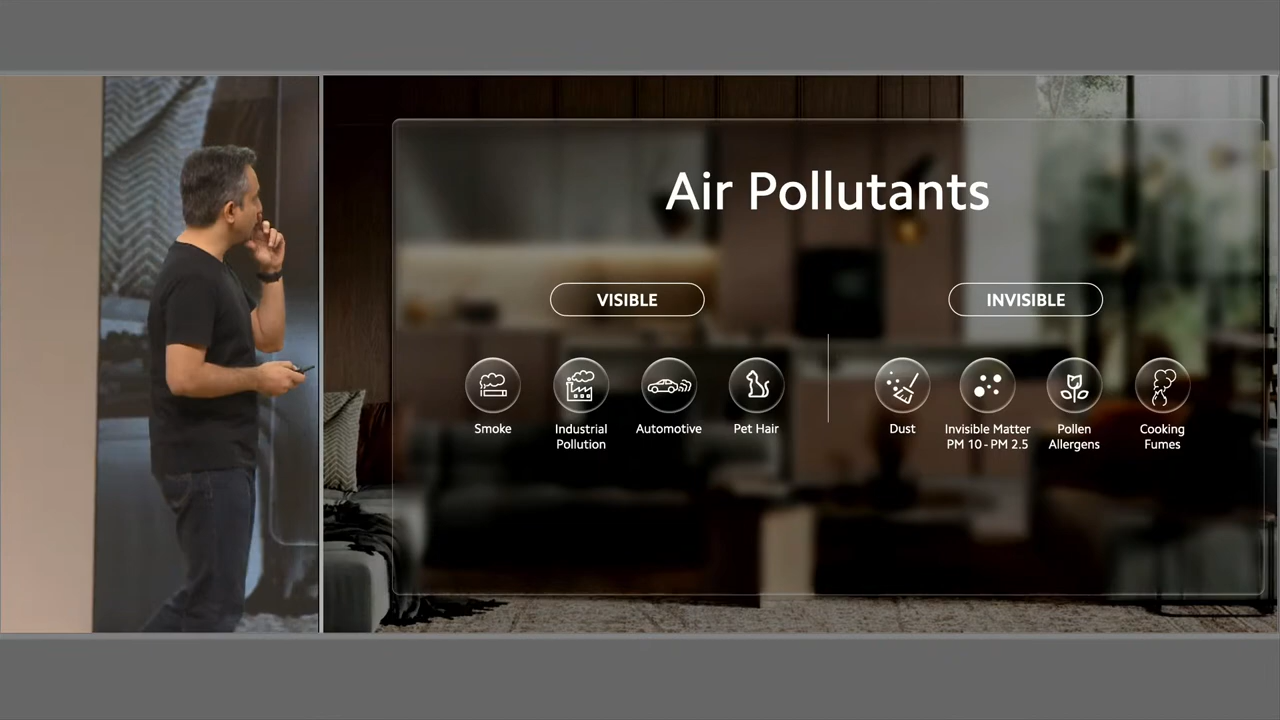 Air Pollutants
VISIBLE
INVISIBLE
Smoke
Industrial
Pollution
Automotive
Pet Hair
Dust
Invisible Matter
PM 10 - PM 2.5
Pollen
Allergens
Cooking
Fumes